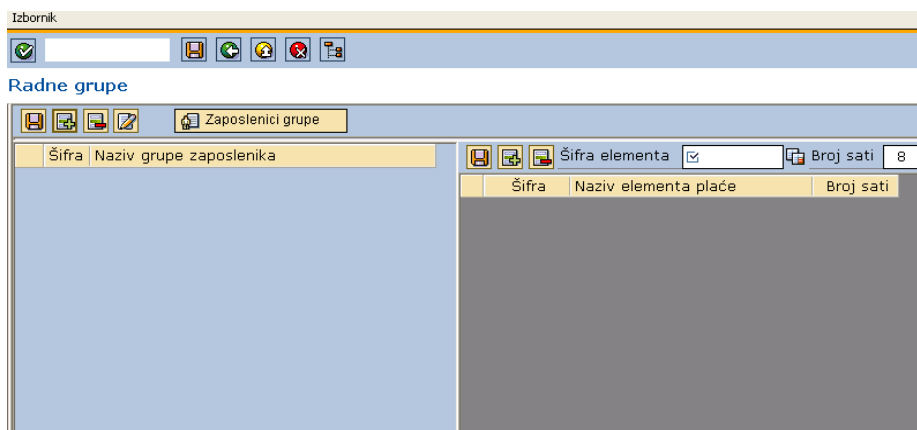 Izbornik
Radne grupe
Zaposlenici grupe
Šifra Naziv grupe zaposlenika
Šifra elementa Broj sati 8
Šifra Naziv elementa plaće Broj sati